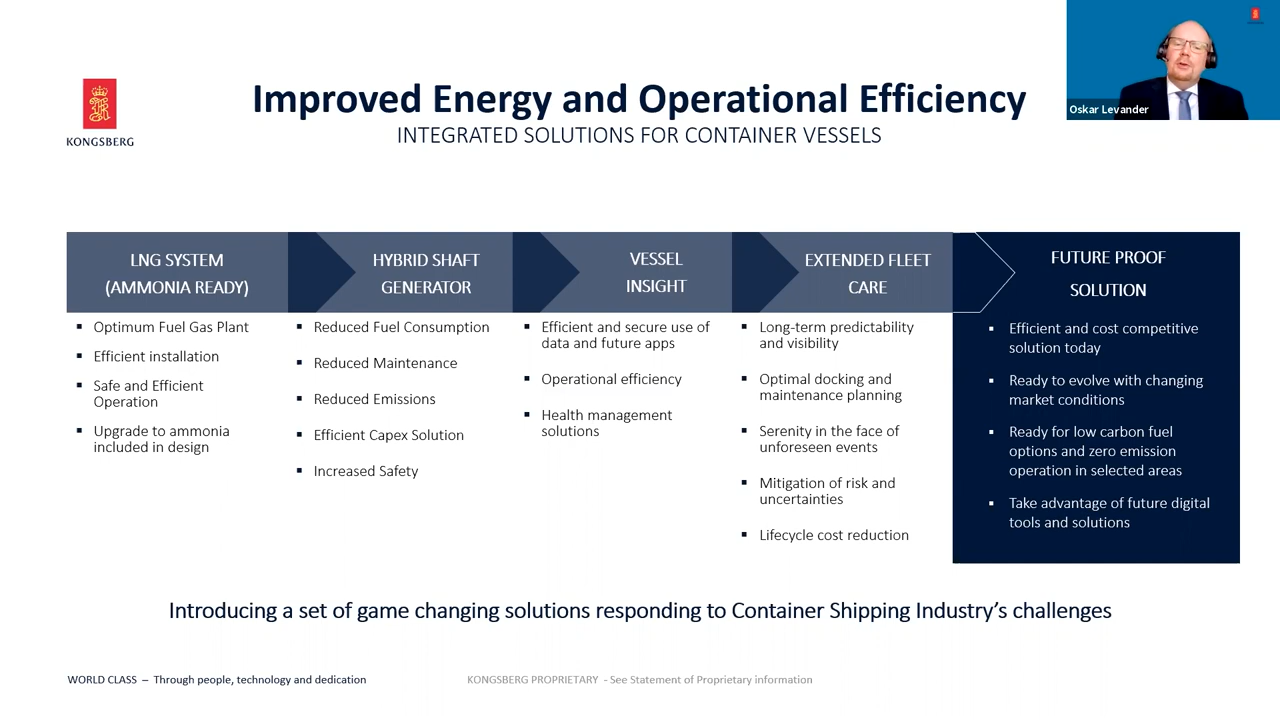 Improved Energy and Operational Efficiency
INTEGRATED SOLUTIONS FOR CONTAINER VESSELS
KONGSBERG
Oskar Levander
LNG SYSTEM
(AMMONIA READY)
▪ Optimum Fuel Gas Plant
▪ Efficient installation
▪ Safe and Efficient
Operation
▪ Upgrade to ammonia
included in design
HYBRID SHAFT
GENERATOR
▪ Reduced Fuel Consumption
▪ Reduced Maintenance
▪ Reduced Emissions
▪ Efficient Capex Solution
▪ Increased Safety
VESSEL
INSIGHT
▪ Efficient and secure use of
data and future apps
▪ Operational efficiency
▪ Health management
solutions
EXTENDED FLEET
CARE
▪ Long-term predictability
and visibility
▪ Optimal docking and
maintenance planning
▪ Serenity in the face of
unforeseen events
▪ Mitigation of risk and
uncertainties
▪ Lifecycle cost reduction
FUTURE PROOF
SOLUTION
▪ Efficient and cost competitive
solution today
▪ Ready to evolve with changing
market conditions
▪ Ready for low carbon fuel
options and zero emission
operation in selected areas
▪ Take advantage of future digital
tools and solutions
Introducing a set of game changing solutions responding to Container Shipping Industry's challenges
WORLD CLASS – Through people, technology and dedication
KONGSBERG PROPRIETARY - See Statement of Proprietary information